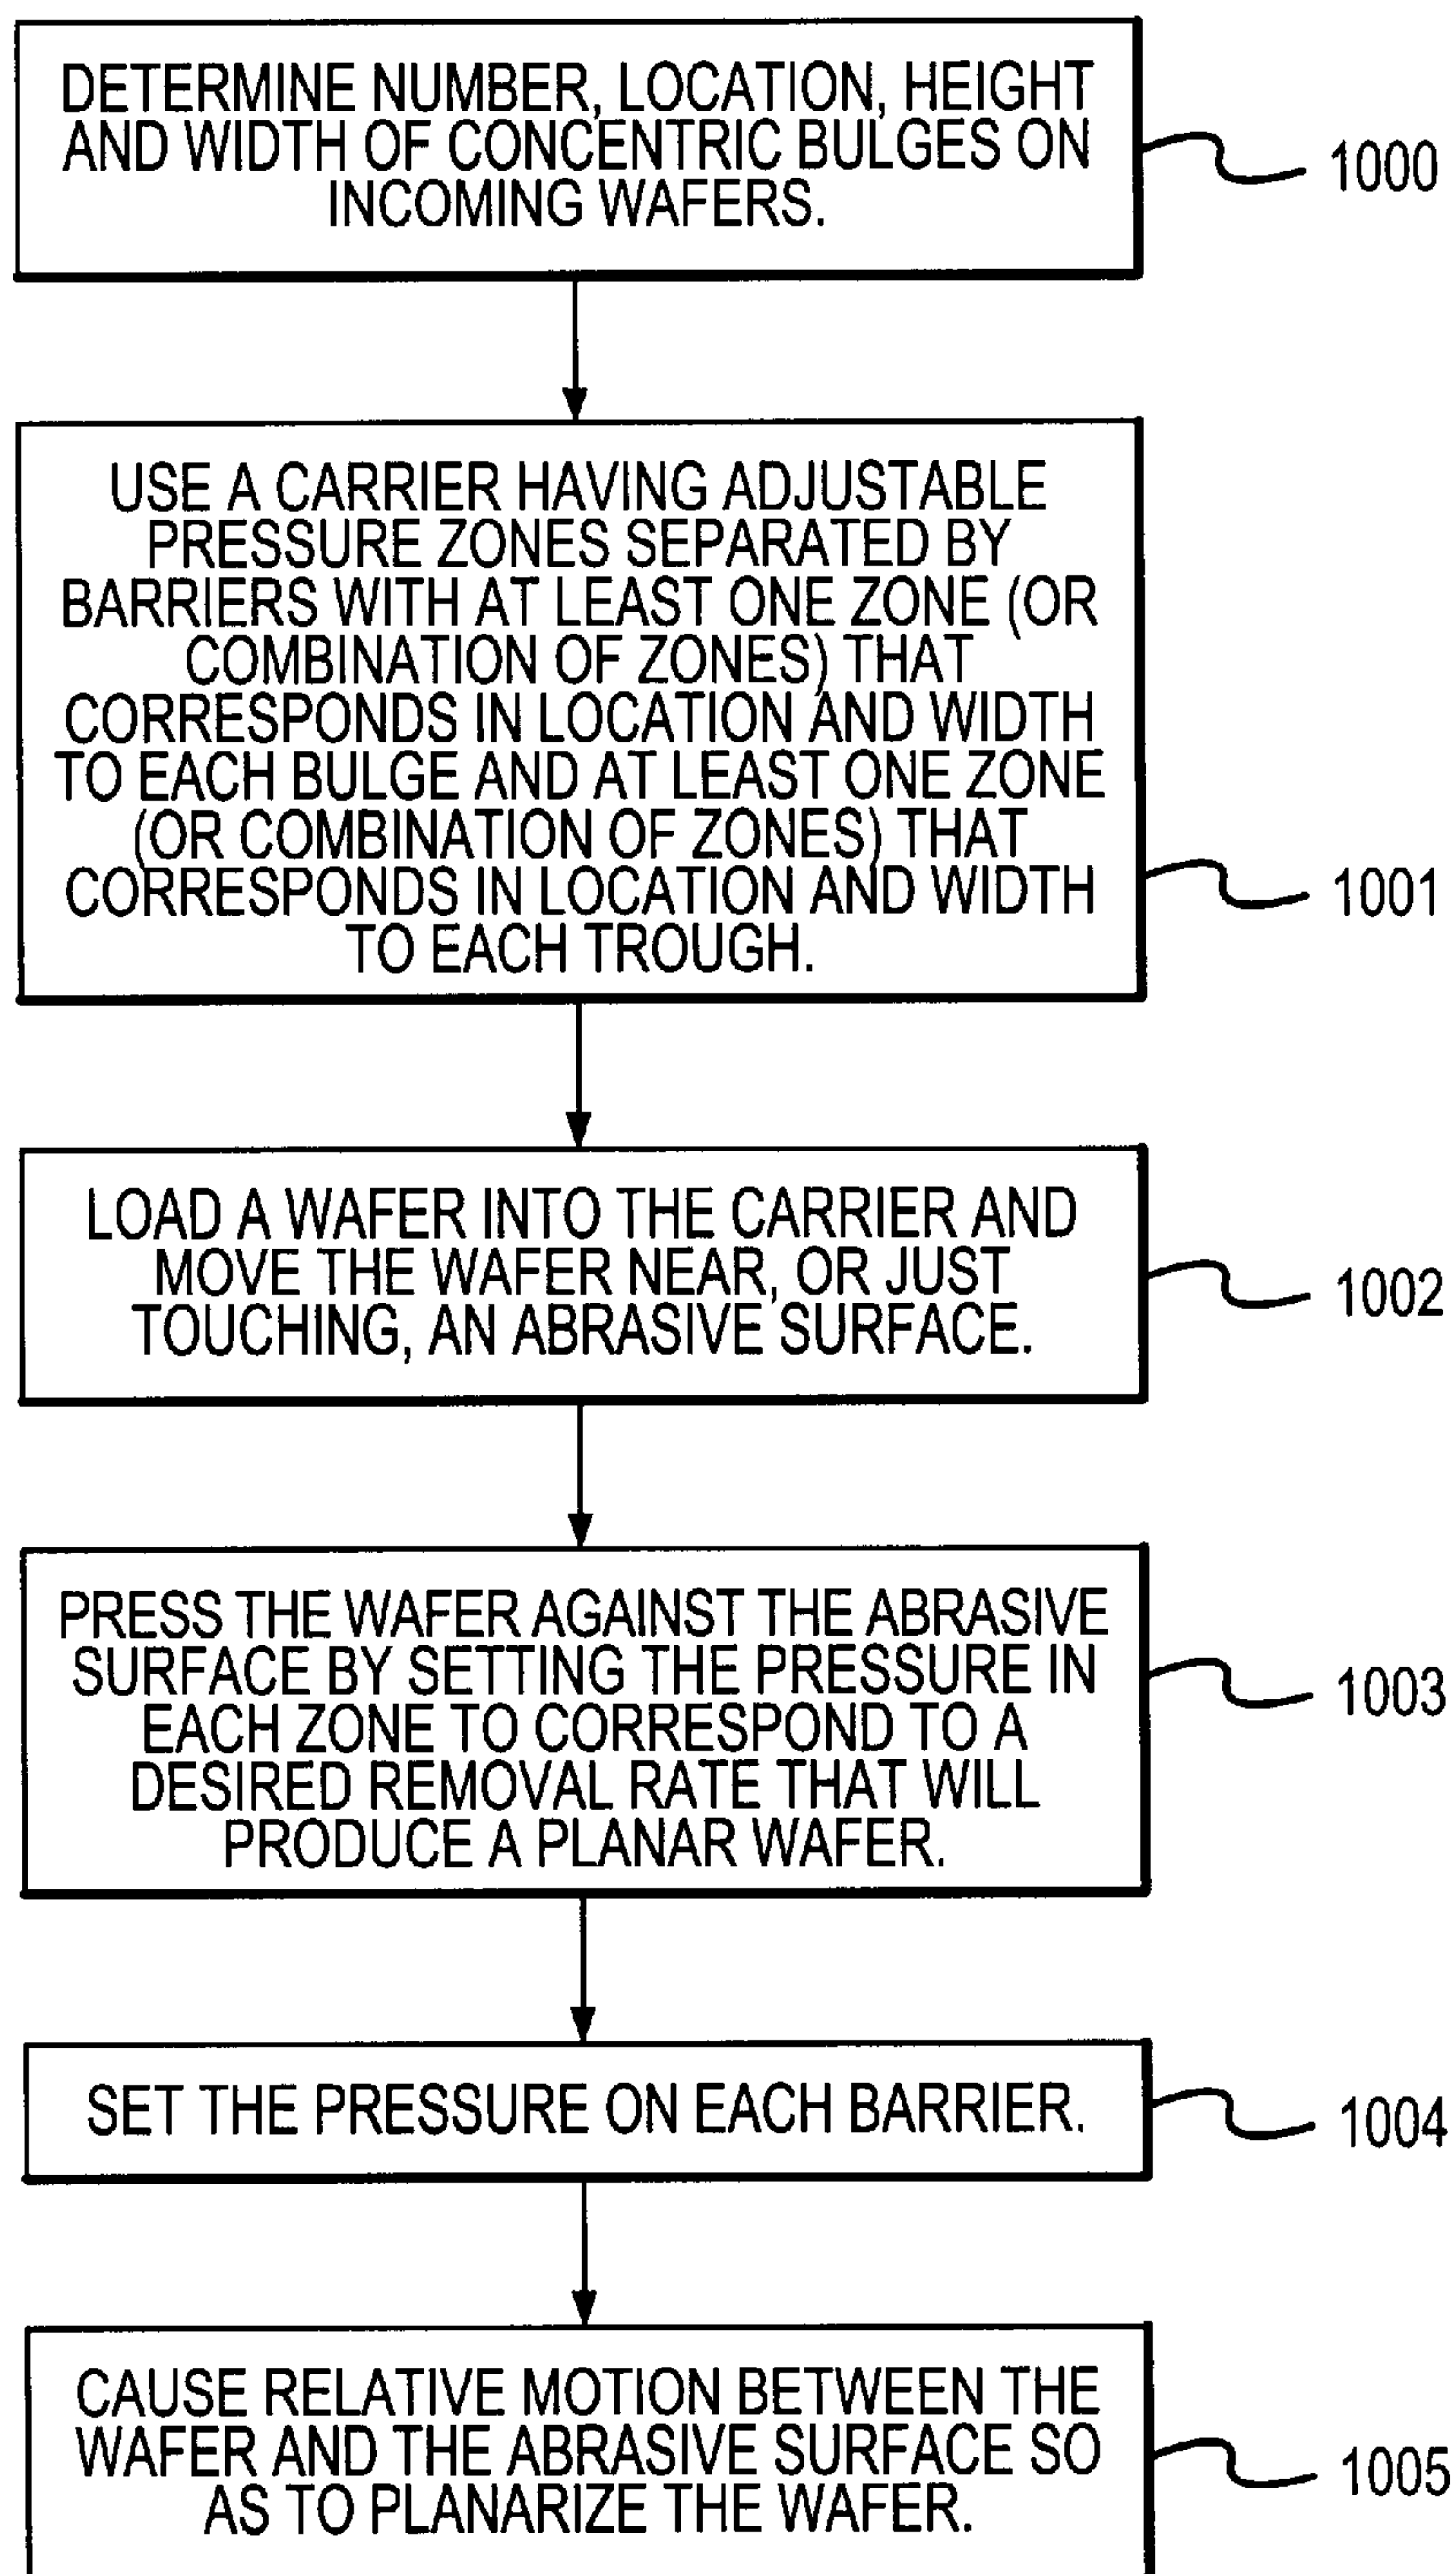 DETERMINE NUMBER, LOCATION, HEIGHT
AND WIDTH OF CONCENTRIC BULGES ON
INCOMING WAFERS.
1000
USE A CARRIER HAVING ADJUSTABLE
PRESSURE ZONES SEPARATED BY
BARRIERS WITH AT LEAST ONE ZONE (OR
COMBINATION OF ZONES) THAT
CORRESPONDS IN LOCATION AND WIDTH
TO EACH BULGE AND AT LEAST ONE ZONE
(OR COMBINATION OF ZONES) THAT
CORRESPONDS IN LOCATION AND WIDTH
TO EACH TROUGH.
1001
LOAD A WAFER INTO THE CARRIER AND
MOVE THE WAFER NEAR, OR JUST
TOUCHING, AN ABRASIVE SURFACE.
1002
PRESS THE WAFER AGAINST THE ABRASIVE
SURFACE BY SETTING THE PRESSURE IN
EACH ZONE TO CORRESPOND TO A
DESIRED REMOVAL RATE THAT WILL
PRODUCE A PLANAR WAFER.
1003
SET THE PRESSURE ON EACH BARRIER.
1004
CAUSE RELATIVE MOTION BETWEEN THE
WAFER AND THE ABRASIVE SURFACE SO
AS TO PLANARIZE THE WAFER.
1005